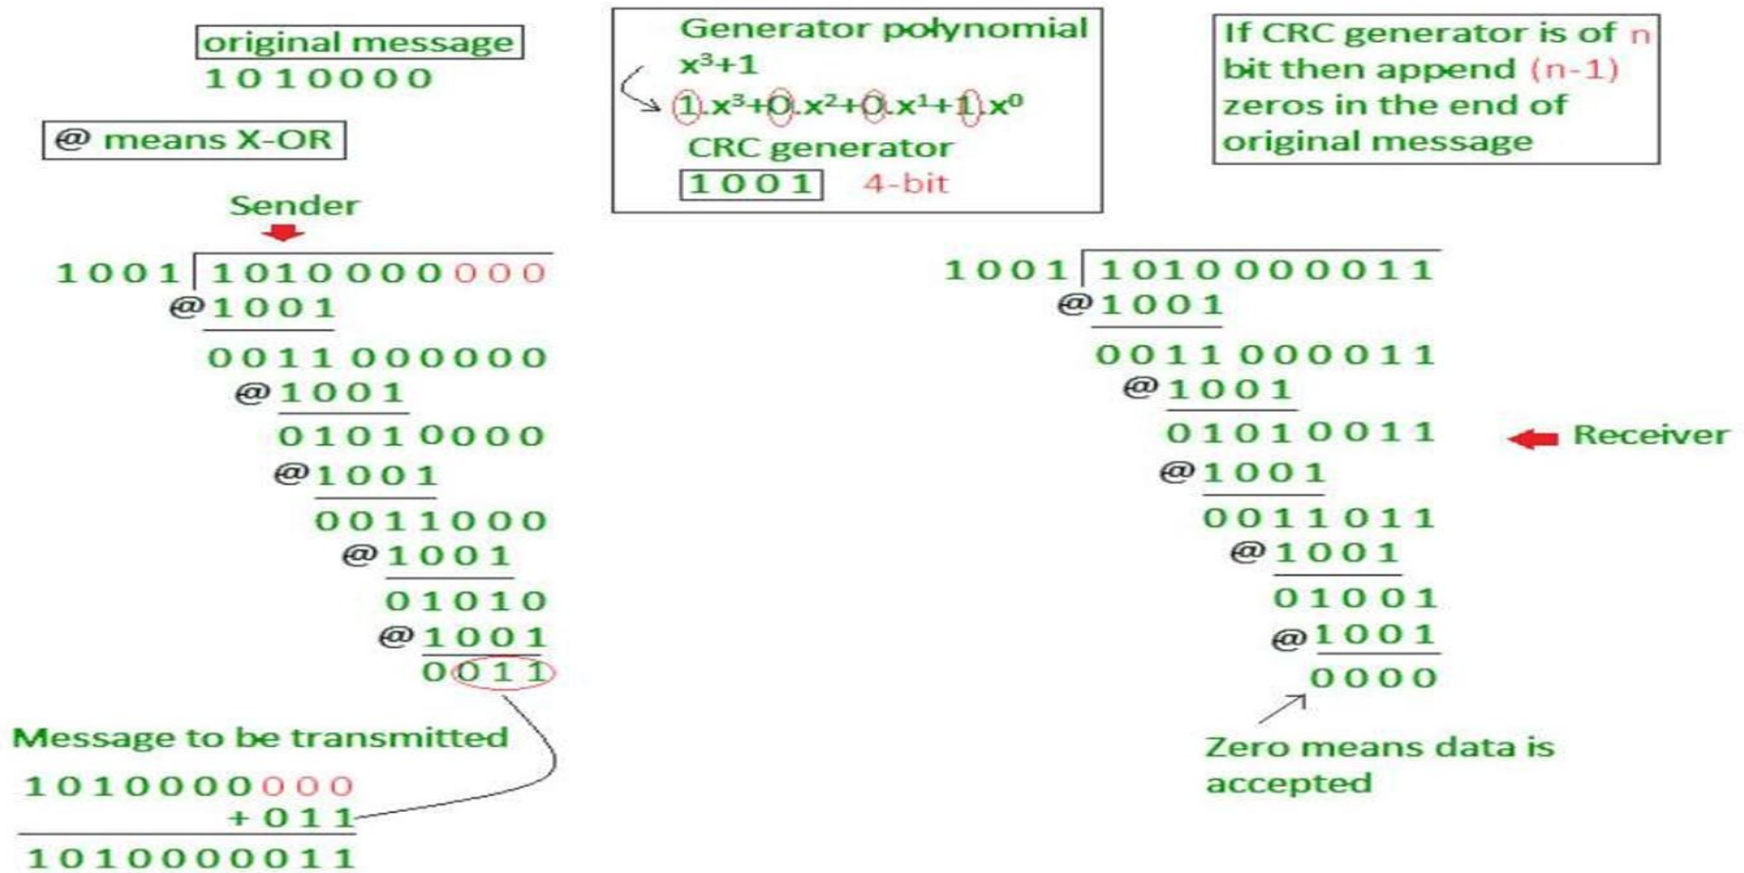 original message
1010000
@ means X-OR
Generator polynomial
x³+1
1.x³+0.x²+0.x¹+1.x⁰
CRC generator
1001 4-bit
If CRC generator is of n
bit then append (n-1)
zeros in the end of
original message
Sender
1001 1010000000
@1001
0011000000
@1001
01010000
@1001
0011000
@1001
01010
@1001
0011
Message to be transmitted
1010000000
+011
1010000011
1001 1010000011
@1001
0011000011
@1001
01010011
@1001
0011011
@1001
01001
@1001
0000
Receiver
Zero means data is
accepted